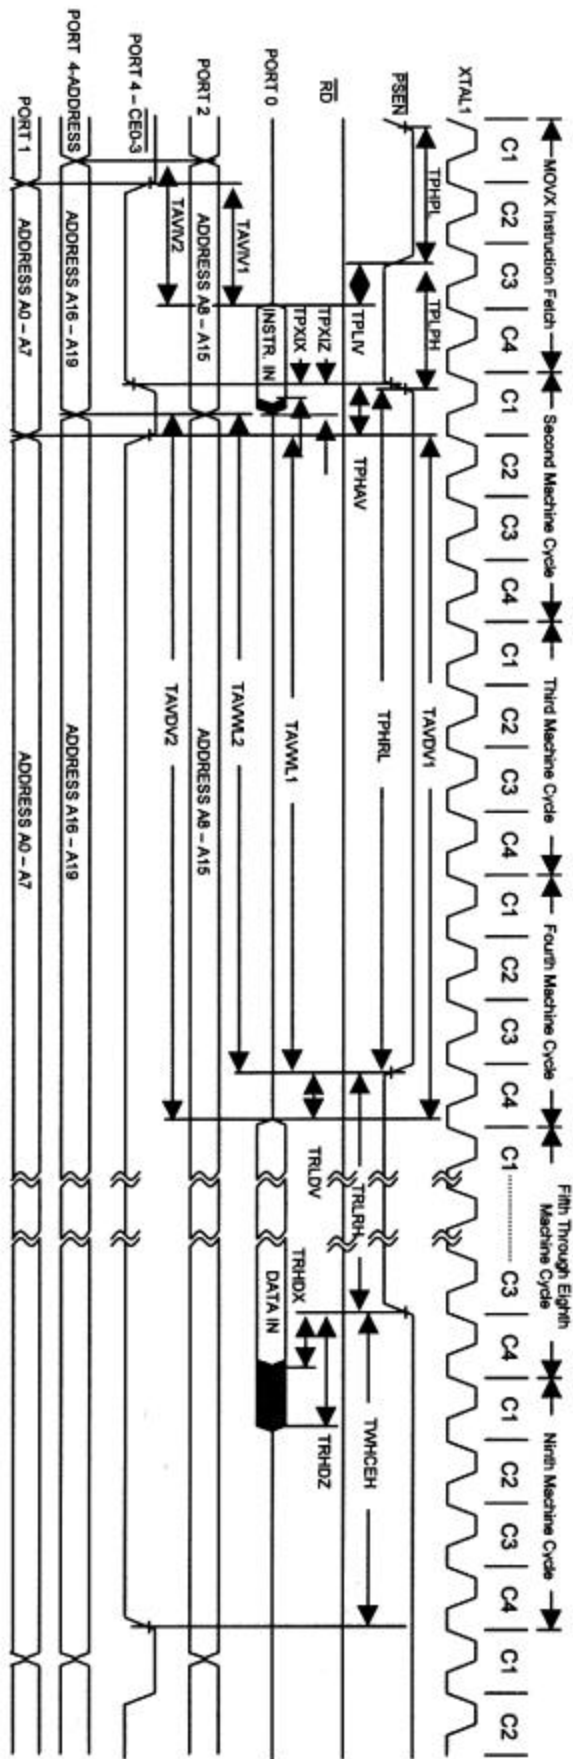 MOVX Instruction Fetch
Second Machine Cycle
Third Machine Cycle
Fourth Machine Cycle
Fifth Through Eighth
Machine Cycle
Ninth Machine Cycle
C1 C2 C3 C4 C1 C2 C3 C4 C1 C2 C3 C4 C1 C2 C3 C4 C1 C3 C4 C1 C2 C3 C4 C1 C2
XTAL1
TPHPL
TPLPH
TAVDV1
PSEN
TPHRL
TRLRH
TWHCEH
RD
TPLIV
TPHAV
TPXIZ
TRLDV
TRHDZ
TPXIX
TAVWL1
TRHDX
PORT 0
INSTR. IN
DATA IN
TAVIV1
TAVWL2
PORT 2
ADDRESS A8 – A15
ADDRESS A8 – A15
TAVIV2
TAVDV2
PORT 4 – CE0-3
PORT 4-ADDRESS
ADDRESS A16 – A19
ADDRESS A16 – A19
PORT 1
ADDRESS A0 – A7
ADDRESS A0 – A7